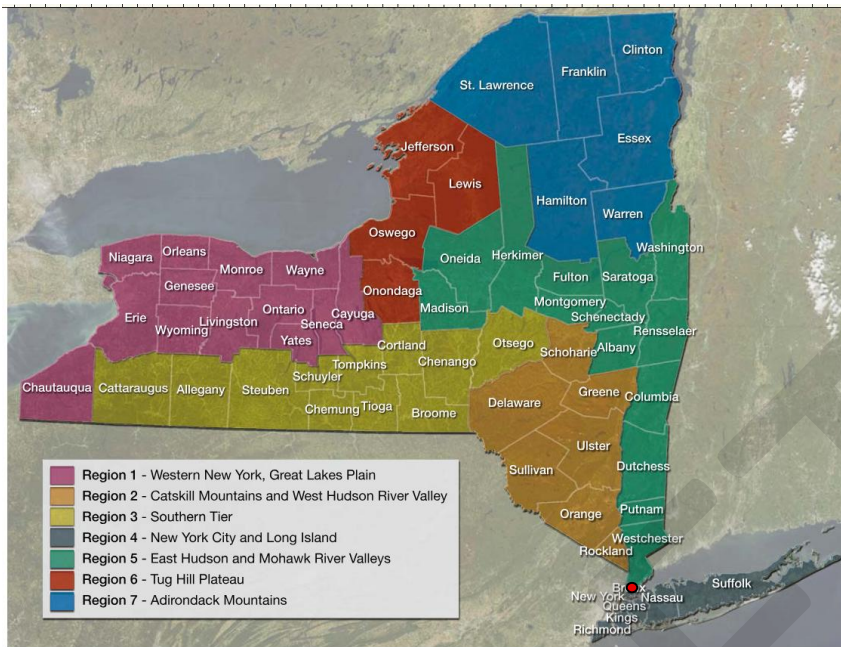 Clinton
Franklin
St. Lawrence
Essex
Jefferson
Lewis
Hamilton
Warren
Oswego
Washington
Niagara
Orleans
Monroe
Wayne
Oneida
Herkimer
Fulton
Saratoga
Genesee
Onondaga
Madison
Montgomery
Erie
Wyoming
Livingston
Ontario
Seneca
Cayuga
Yates
Schenectady
Rensselaer
Cortland
Otsego
Schoharie
Albany
Chautauqua
Cattaraugus
Allegany
Steuben
Schuyler
Tompkins
Chenango
Chemung
Tioga
Broome
Delaware
Greene
Columbia
Ulster
Sullivan
Dutchess
Orange
Putnam
Westchester
Rockland
Region 1 - Western New York, Great Lakes Plain
Region 2 - Catskill Mountains and West Hudson River Valley
Region 3 - Southern Tier
Region 4 - New York City and Long Island
Region 5 - East Hudson and Mohawk River Valleys
Region 6 - Tug Hill Plateau
Region 7 - Adirondack Mountains
Bronx
New York
Nassau
Suffolk
Queens
Kings
Richmond